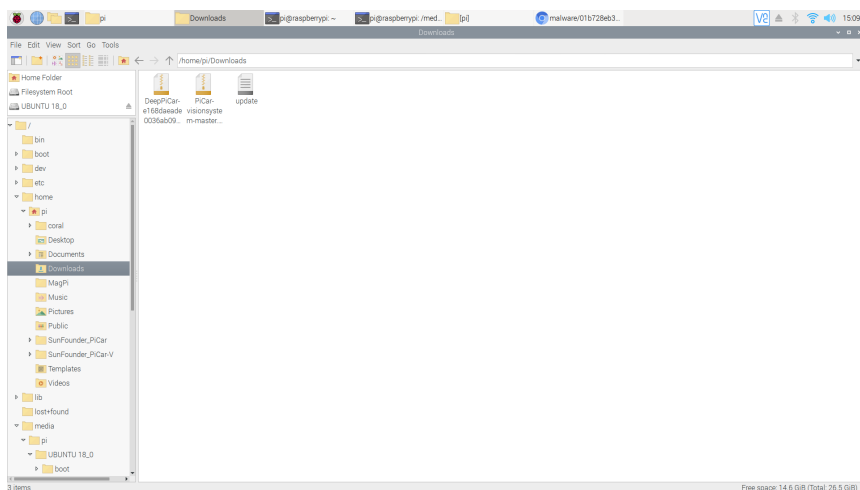 pi
Downloads
pi@raspberrypi: ~
pi@raspberrypi: /med...
[pi]
malware/01b728eb3...
V2
15:09
Downloads
File Edit View Sort Go Tools
/home/pi/Downloads
Home Folder
Filesystem Root
UBUNTU 18_0
/
bin
boot
dev
etc
home
pi
coral
Desktop
Documents
Downloads
MagPi
Music
Pictures
Public
SunFounder_PiCar
SunFounder_PiCar-V
Templates
Videos
lib
lost+found
media
pi
UBUNTU 18_0
boot
DeepPiCar-
e168daeade
0036ab09...
PiCar-
visionsyste
m-master...
update
3 items
Free space: 14.6 GiB (Total: 26.5 GiB)